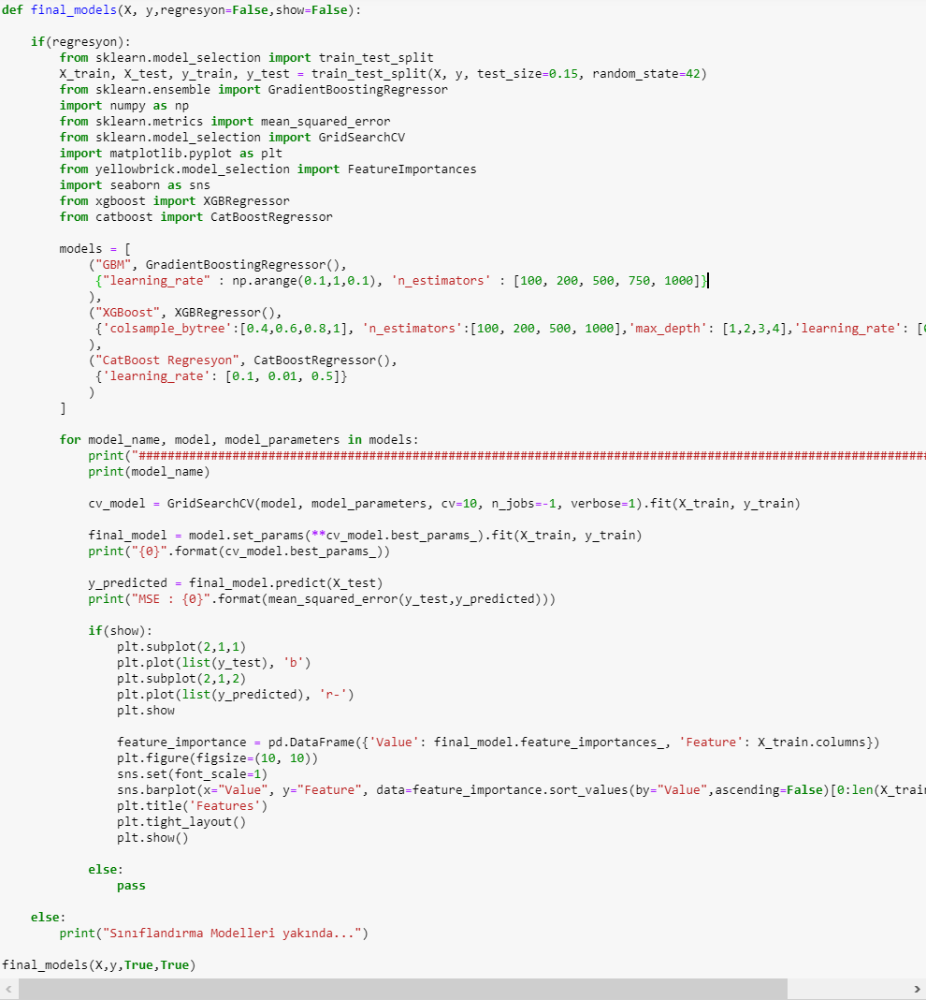 def final_models(X, y,regresyon=False,show=False):
    if(regresyon):
        from sklearn.model_selection import train_test_split
        X_train, X_test, y_train, y_test = train_test_split(X, y, test_size=0.15, random_state=42)
        from sklearn.ensemble import GradientBoostingRegressor
        import numpy as np
        from sklearn.metrics import mean_squared_error
        from sklearn.model_selection import GridSearchCV
        import matplotlib.pyplot as plt
        from yellowbrick.model_selection import FeatureImportances
        import seaborn as sns
        from xgboost import XGBRegressor
        from catboost import CatBoostRegressor
        models = [
            ("GBM", GradientBoostingRegressor(),
             {"learning_rate" : np.arange(0.1,1,0.1), 'n_estimators' : [100, 200, 500, 750, 1000]}
            ),
            ("XGBoost", XGBRegressor(),
             {'colsample_bytree':[0.4,0.6,0.8,1], 'n_estimators':[100, 200, 500, 1000],'max_depth': [1,2,3,4],'learning_rate': [
            ),
            ("CatBoost Regresyon", CatBoostRegressor(),
             {'learning_rate': [0.1, 0.01, 0.5]}
            )
        ]
        for model_name, model, model_parameters in models:
            print("##############################################################################################################
            print(model_name)
            cv_model = GridSearchCV(model, model_parameters, cv=10, n_jobs=-1, verbose=1).fit(X_train, y_train)
            final_model = model.set_params(**cv_model.best_params_).fit(X_train, y_train)
            print("{0}".format(cv_model.best_params_))
            y_predicted = final_model.predict(X_test)
            print("MSE : {0}".format(mean_squared_error(y_test,y_predicted)))
            if(show):
                plt.subplot(2,1,1)
                plt.plot(list(y_test), 'b')
                plt.subplot(2,1,2)
                plt.plot(list(y_predicted), 'r-')
                plt.show
                feature_importance = pd.DataFrame({'Value': final_model.feature_importances_, 'Feature': X_train.columns})
                plt.figure(figsize=(10, 10))
                sns.set(font_scale=1)
                sns.barplot(x="Value", y="Feature", data=feature_importance.sort_values(by="Value",ascending=False)[0:len(
                plt.title('Features')
                plt.tight_layout()
                plt.show()
            else:
                pass
    else:
        print("Sınıflandırma Modelleri yakında...")
final_models(X,y,True,True)